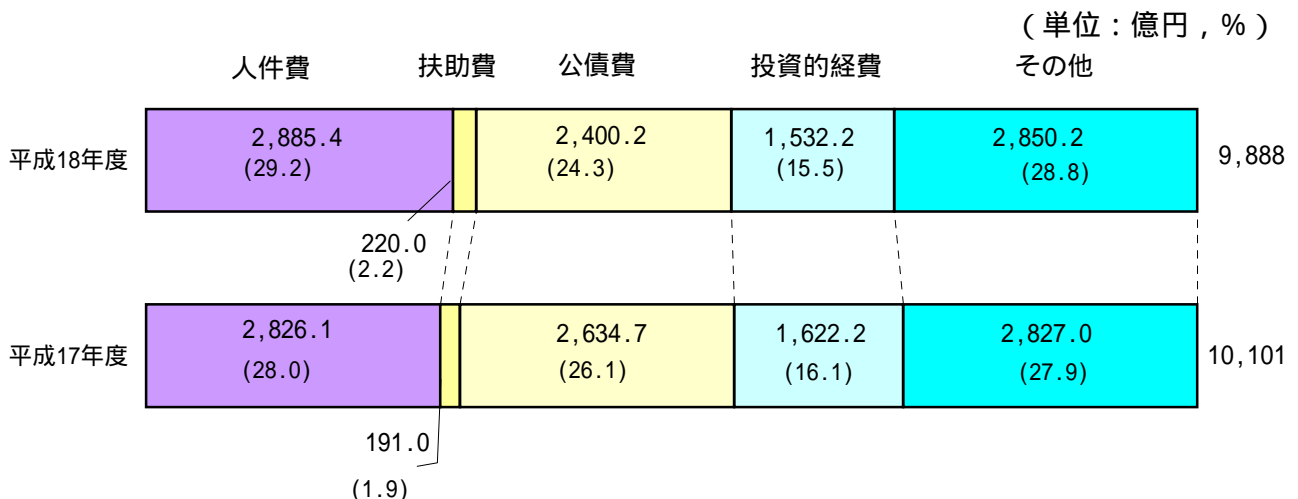 （単位：億円，％）
人件費 扶助費 公債費 投資的経費 その他
平成18年度 2,885.4 2,400.2 1,532.2 2,850.2 9,888
(29.2) (24.3) (15.5) (28.8)
220.0
(2.2)
平成17年度 2,826.1 2,634.7 1,622.2 2,827.0 10,101
(28.0) (26.1) (16.1) (27.9)
191.0
(1.9)